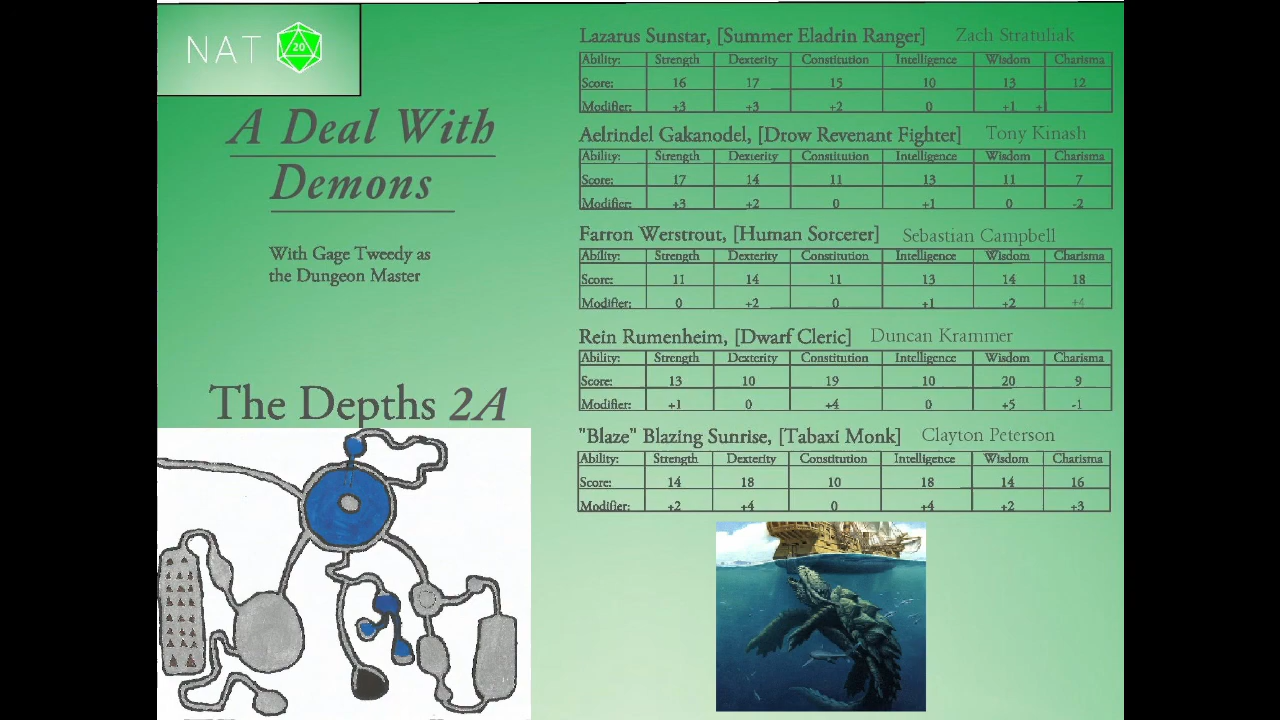 NAT 20
A Deal With
Demons
With Gage Tweedy as
the Dungeon Master
The Depths 2A
Lazarus Sunstar, [Summer Eladrin Ranger] Zach Stratuliak
Ability: Strength Dexterity Constitution Intelligence Wisdom Charisma
Score: 16 17 15 10 13 12
Modifier: +3 +3 +2 0 +1 +1
Aelrindel Gakanodel, [Drow Revenant Fighter] Tony Kinash
Ability: Strength Dexterity Constitution Intelligence Wisdom Charisma
Score: 17 14 11 13 11 7
Modifier: +3 +2 0 +1 0 -2
Farron Werstrout, [Human Sorcerer] Sebastian Campbell
Ability: Strength Dexterity Constitution Intelligence Wisdom Charisma
Score: 11 14 11 13 14 18
Modifier: 0 +2 0 +1 +2 +4
Rein Rumenheim, [Dwarf Cleric] Duncan Krammer
Ability: Strength Dexterity Constitution Intelligence Wisdom Charisma
Score: 13 10 19 10 20 9
Modifier: +1 0 +4 0 +5 -1
"Blaze" Blazing Sunrise, [Tabaxi Monk] Clayton Peterson
Ability: Strength Dexterity Constitution Intelligence Wisdom Charisma
Score: 14 18 10 18 14 16
Modifier: +2 +4 0 +4 +2 +3